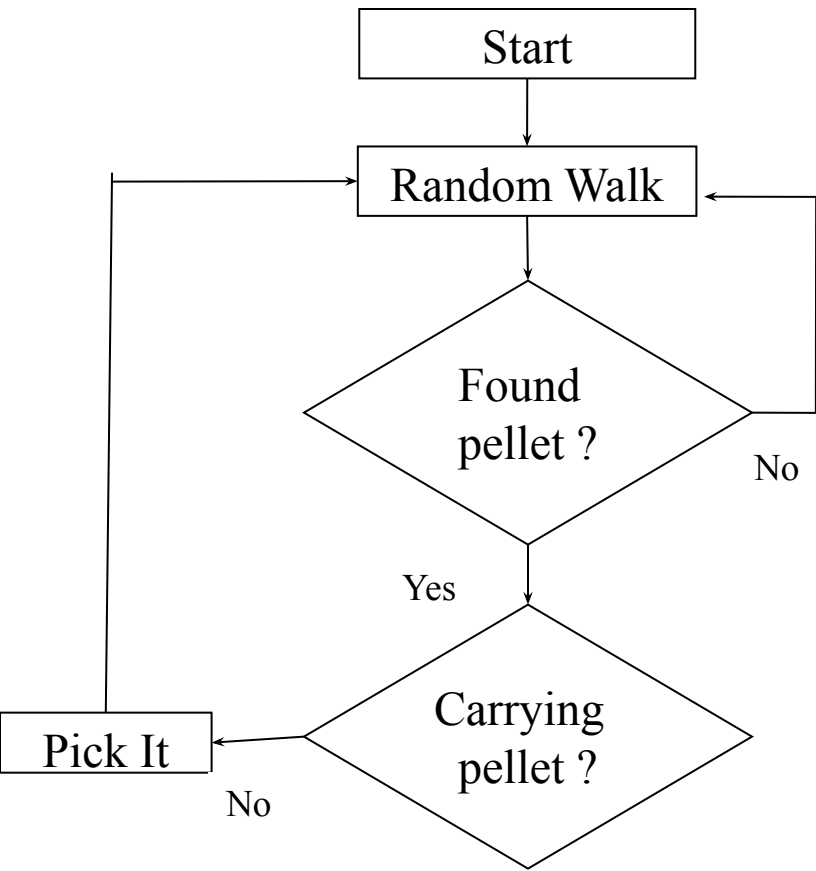 Start
Random Walk
Found
pellet ?
No
Yes
Carrying
pellet ?
Pick It
No